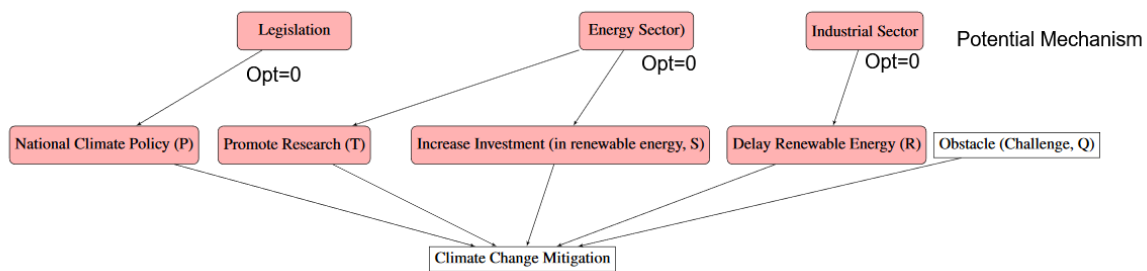 Legislation
Energy Sector)
Industrial Sector
Potential Mechanism
Opt=0
Opt=0
Opt=0
National Climate Policy (P)
Promote Research (T)
Increase Investment (in renewable energy, S)
Delay Renewable Energy (R)
Obstacle (Challenge, Q)
Climate Change Mitigation